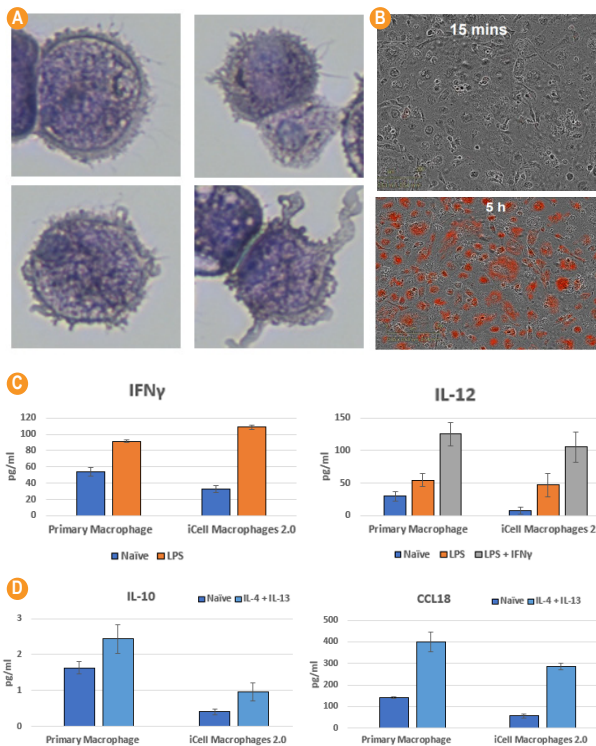 A
B
15 mins
5 h
C
IFNγ
120
100
80
60
40
20
0
pg/ml
Primary Macrophage
iCell Macrophages 2.0
Naïve
LPS
IL-12
150
100
50
0
pg/ml
Primary Macrophage
iCell Macrophages 2
Naïve
LPS
LPS + IFNγ
D
IL-10
Naïve
IL-4 + IL-13
3
2
1
0
pg/ml
Primary Macrophage
iCell Macrophages 2.0
CCL18
Naïve
IL-4 + IL-13
500
400
300
200
100
0
pg/ml
Primary Macrophage
iCell Macrophages 2.0